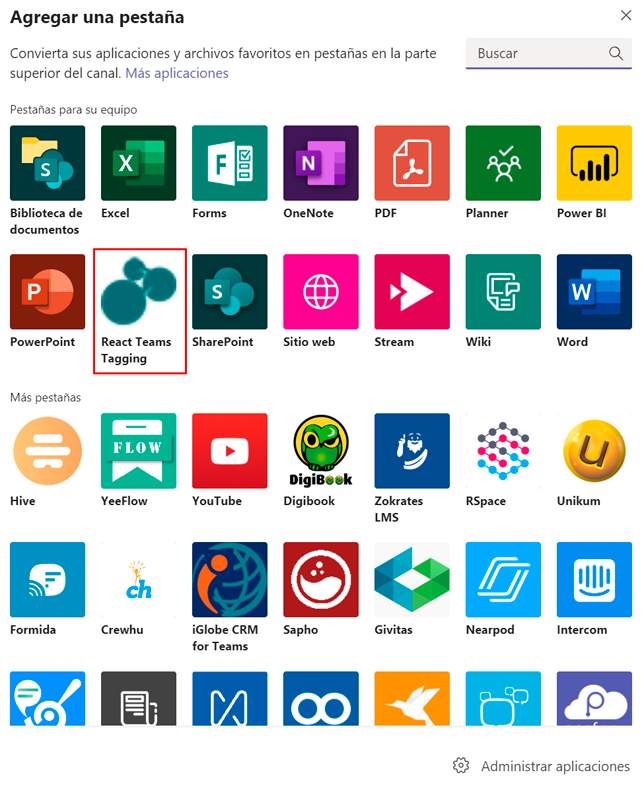 Agregar una pestaña
Convierta sus aplicaciones y archivos favoritos en pestañas en la parte
superior del canal. Más aplicaciones
Buscar
Pestañas para su equipo
Biblioteca de
documentos
Excel
Forms
OneNote
PDF
Planner
Power BI
PowerPoint
React Teams
Tagging
SharePoint
Sitio web
Stream
Wiki
Word
Más pestañas
FLOW
DigiBook
Hive
YeeFlow
YouTube
Digibook
Zokrates
LMS
RSpace
Unikum
ch
Formida
Crewhu
iGlobe CRM
for Teams
Sapho
Givitas
Nearpod
Intercom
Administrar aplicaciones